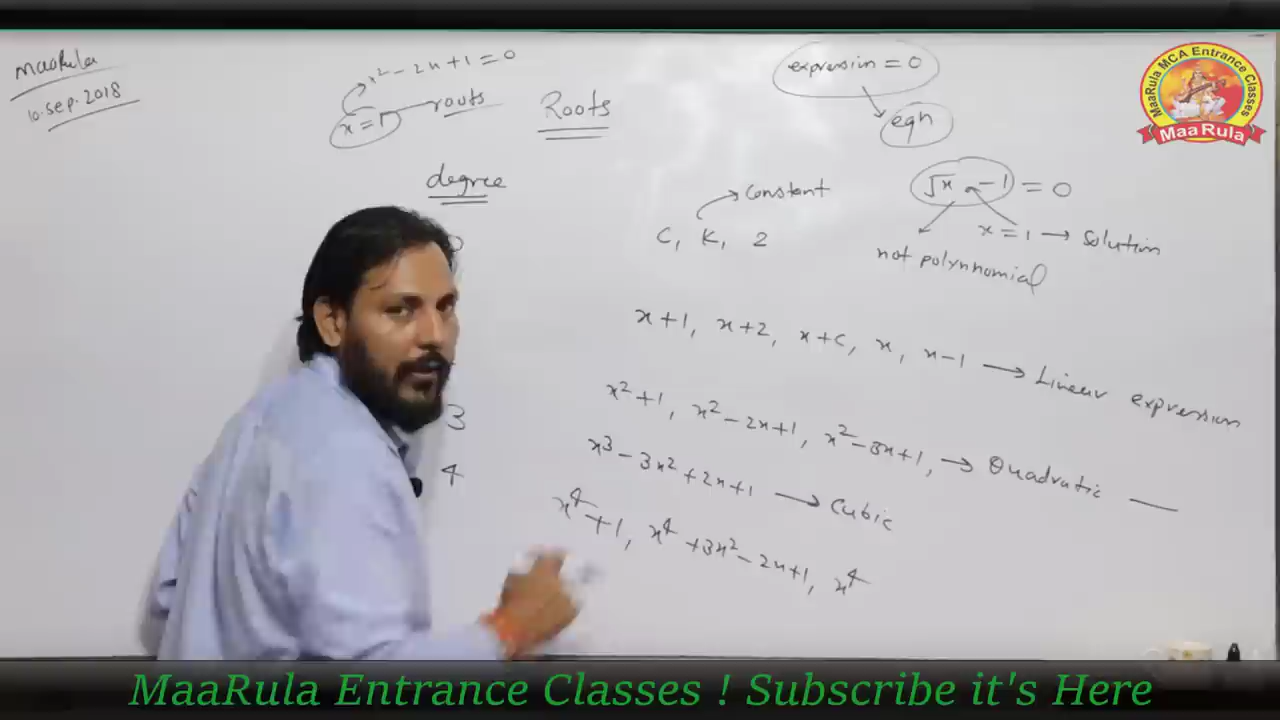 MaaRula
10.Sep.2018
x² - 2x + 1 = 0
x = 1 → roots
Roots
expression = 0
eqn
MaaRula MCA Entrance Classes
MaaRula
degree
constant
C, K, 2
√x - 1 = 0
x = 1 → Solution
not polynnomial
0
x+1, x+2, x+c, x, x-1 → Linear expression
3
x²+1, x²-2x+1, x²-3x+1, → Quadratic —
4
x³-3x²+2x+1 → Cubic
x⁴+1, x⁴+3x²-2x+1, x⁴
MaaRula Entrance Classes ! Subscribe it's Here